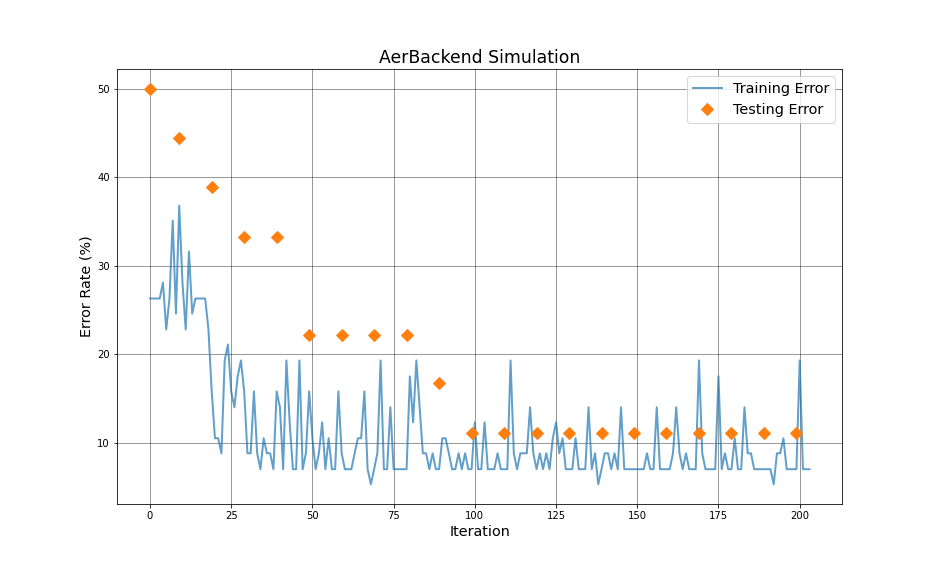 AerBackend Simulation
Training Error
Testing Error
Error Rate (%)
50
40
30
20
10
0
25
50
75
100
125
150
175
200
Iteration